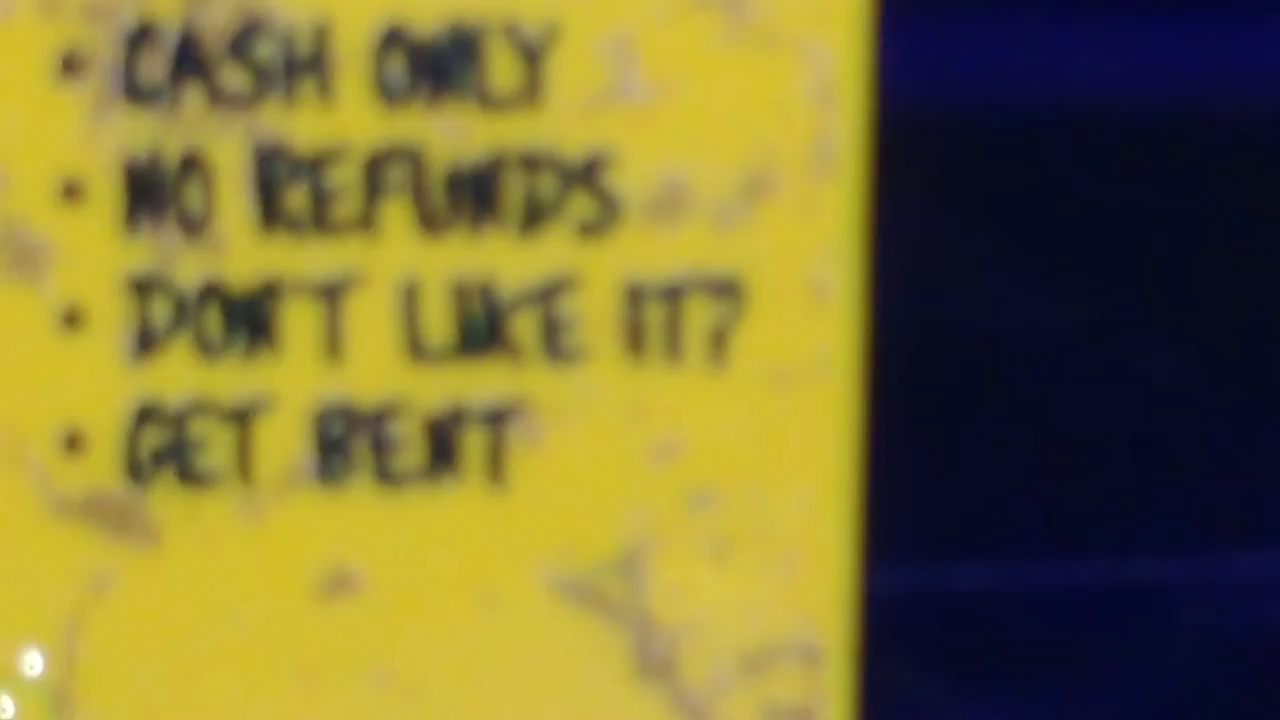 • CASH ONLY
• NO REFUNDS
• DON'T LIKE IT?
• GET BENT